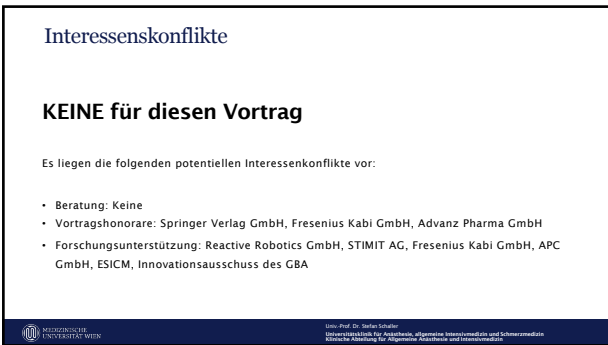 Interessenskonflikte
KEINE für diesen Vortrag
Es liegen die folgenden potentiellen Interessenkonflikte vor:
• Beratung: Keine
• Vortragshonorare: Springer Verlag GmbH, Fresenius Kabi GmbH, Advanz Pharma GmbH
• Forschungsunterstützung: Reactive Robotics GmbH, STIMIT AG, Fresenius Kabi GmbH, APC
GmbH, ESICM, Innovationsausschuss des GBA
MEDIZINISCHE
UNIVERSITÄT WIEN
Univ.-Prof. Dr. Stefan Schaller
Universitätsklinik für Anästhesie, allgemeine Intensivmedizin und Schmerzmedizin
Klinische Abteilung für Allgemeine Anästhesie und Intensivmedizin